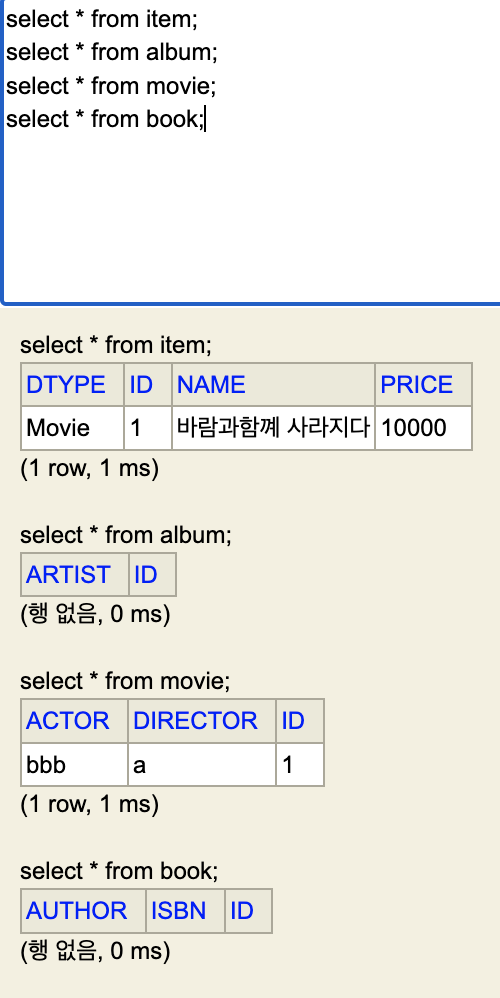 select * from item;
select * from album;
select * from movie;
select * from book;
select * from item;
DTYPE ID NAME PRICE
Movie 1 바람과함꼐 사라지다 10000
(1 row, 1 ms)
select * from album;
ARTIST ID
(행 없음, 0 ms)
select * from movie;
ACTOR DIRECTOR ID
bbb a 1
(1 row, 1 ms)
select * from book;
AUTHOR ISBN ID
(행 없음, 0 ms)